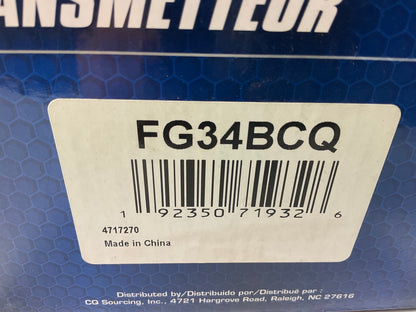 FG34BCQ
1 92350 71932 6
4717270
Made in China
Distributed by/Distribuido por/Distribué par :
CQ Sourcing, Inc., 4721 Hargrove Road, Raleigh, NC 27616